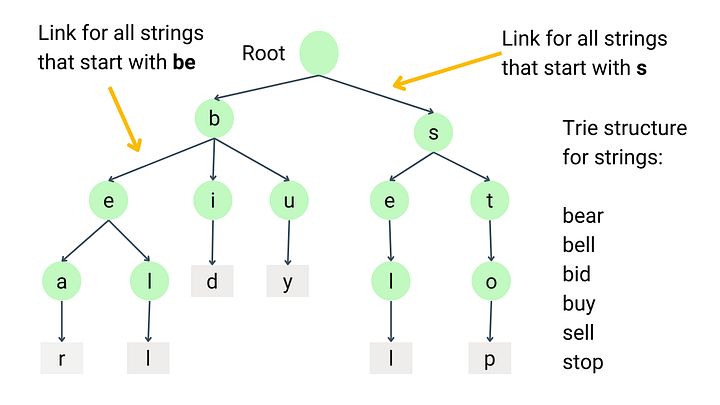 Link for all strings
that start with be
Root
Link for all strings
that start with s
b
s
Trie structure
for strings:
e
i
u
e
t
bear
bell
bid
buy
sell
stop
a
l
d
y
l
o
r
l
l
p